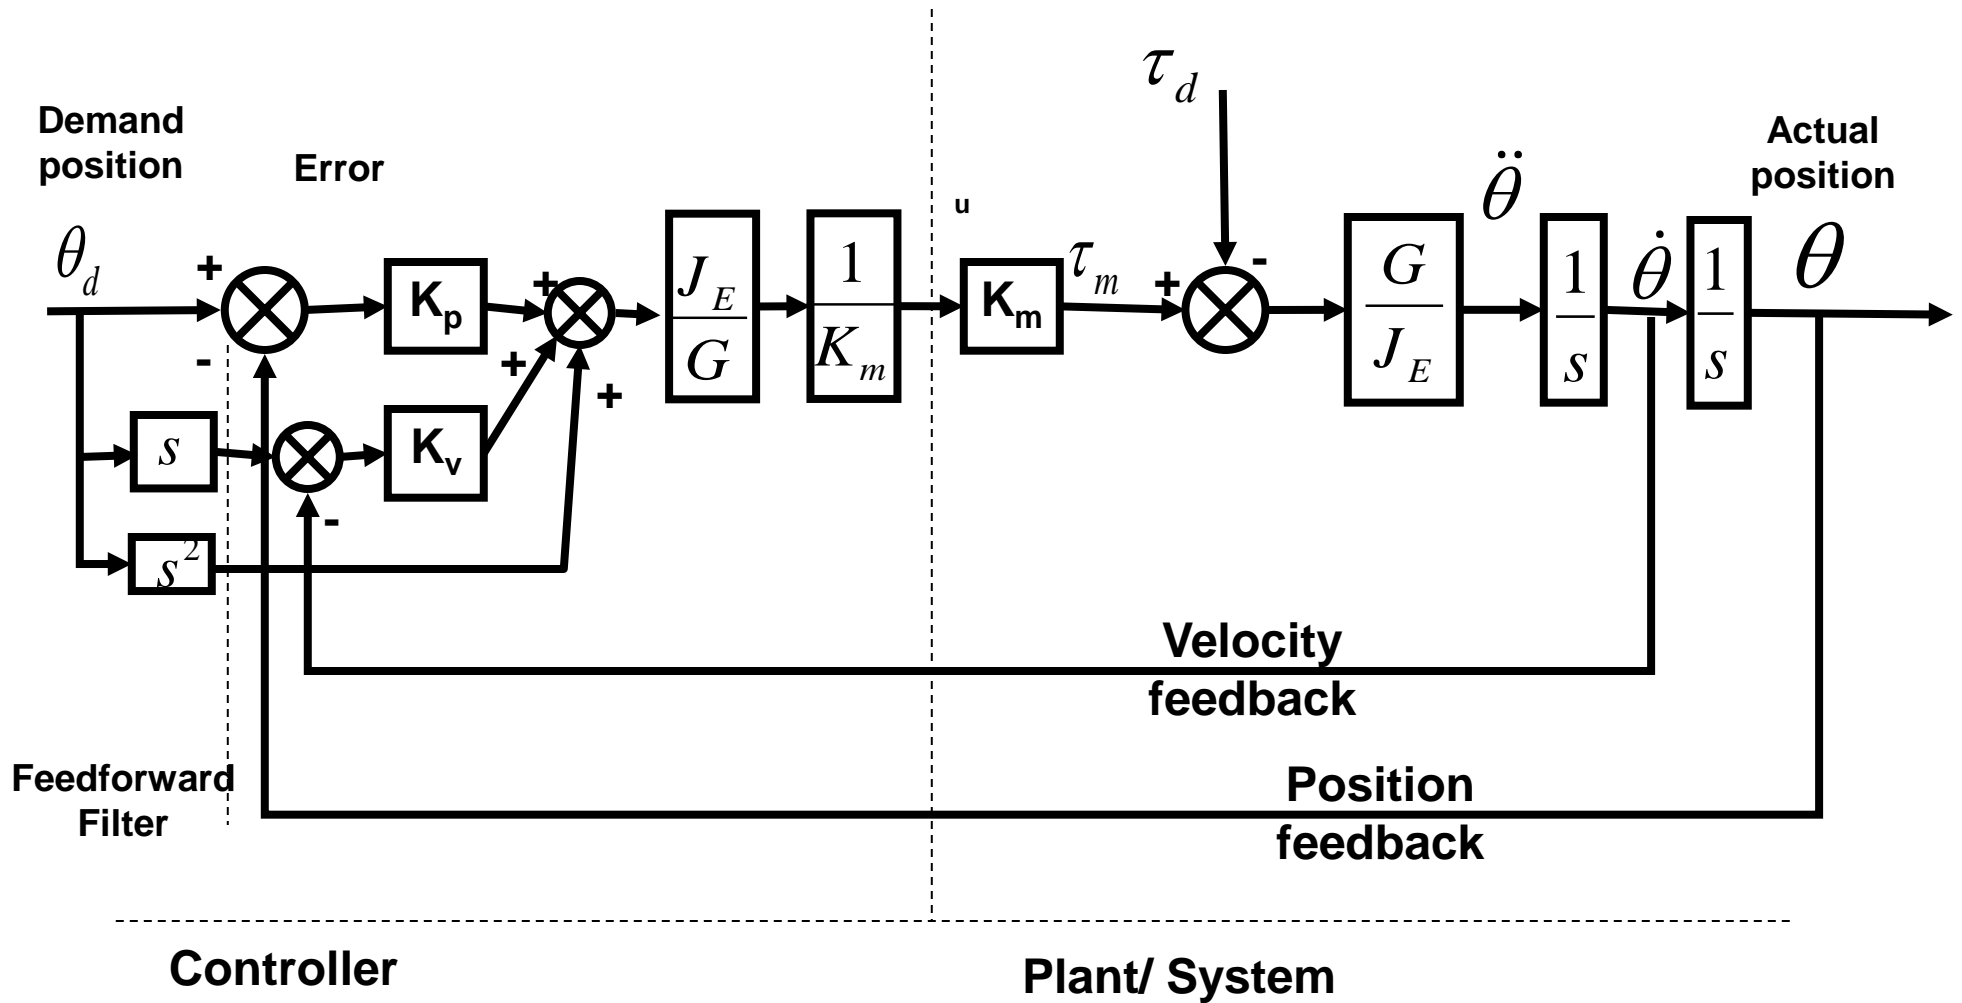 τ_d
Demand
position
Error
Actual
position
θ_d
+
-
K_p
+
+
+
J_E
G
1
K_m
u
K_m
τ_m
+
-
G
J_E
θ̈
1
s
θ̇
1
s
θ
s
K_v
-
s²
Velocity
feedback
Feedforward
Filter
Position
feedback
Controller
Plant/ System